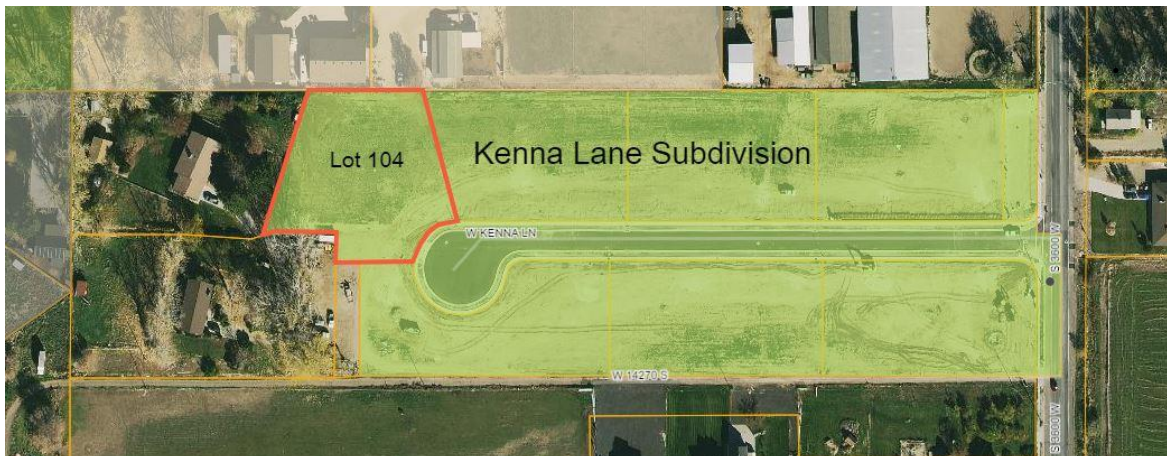 Kenna Lane Subdivision
Lot 104
W KENNA LN
S 3600 W
W 14270 S
S 3600 W